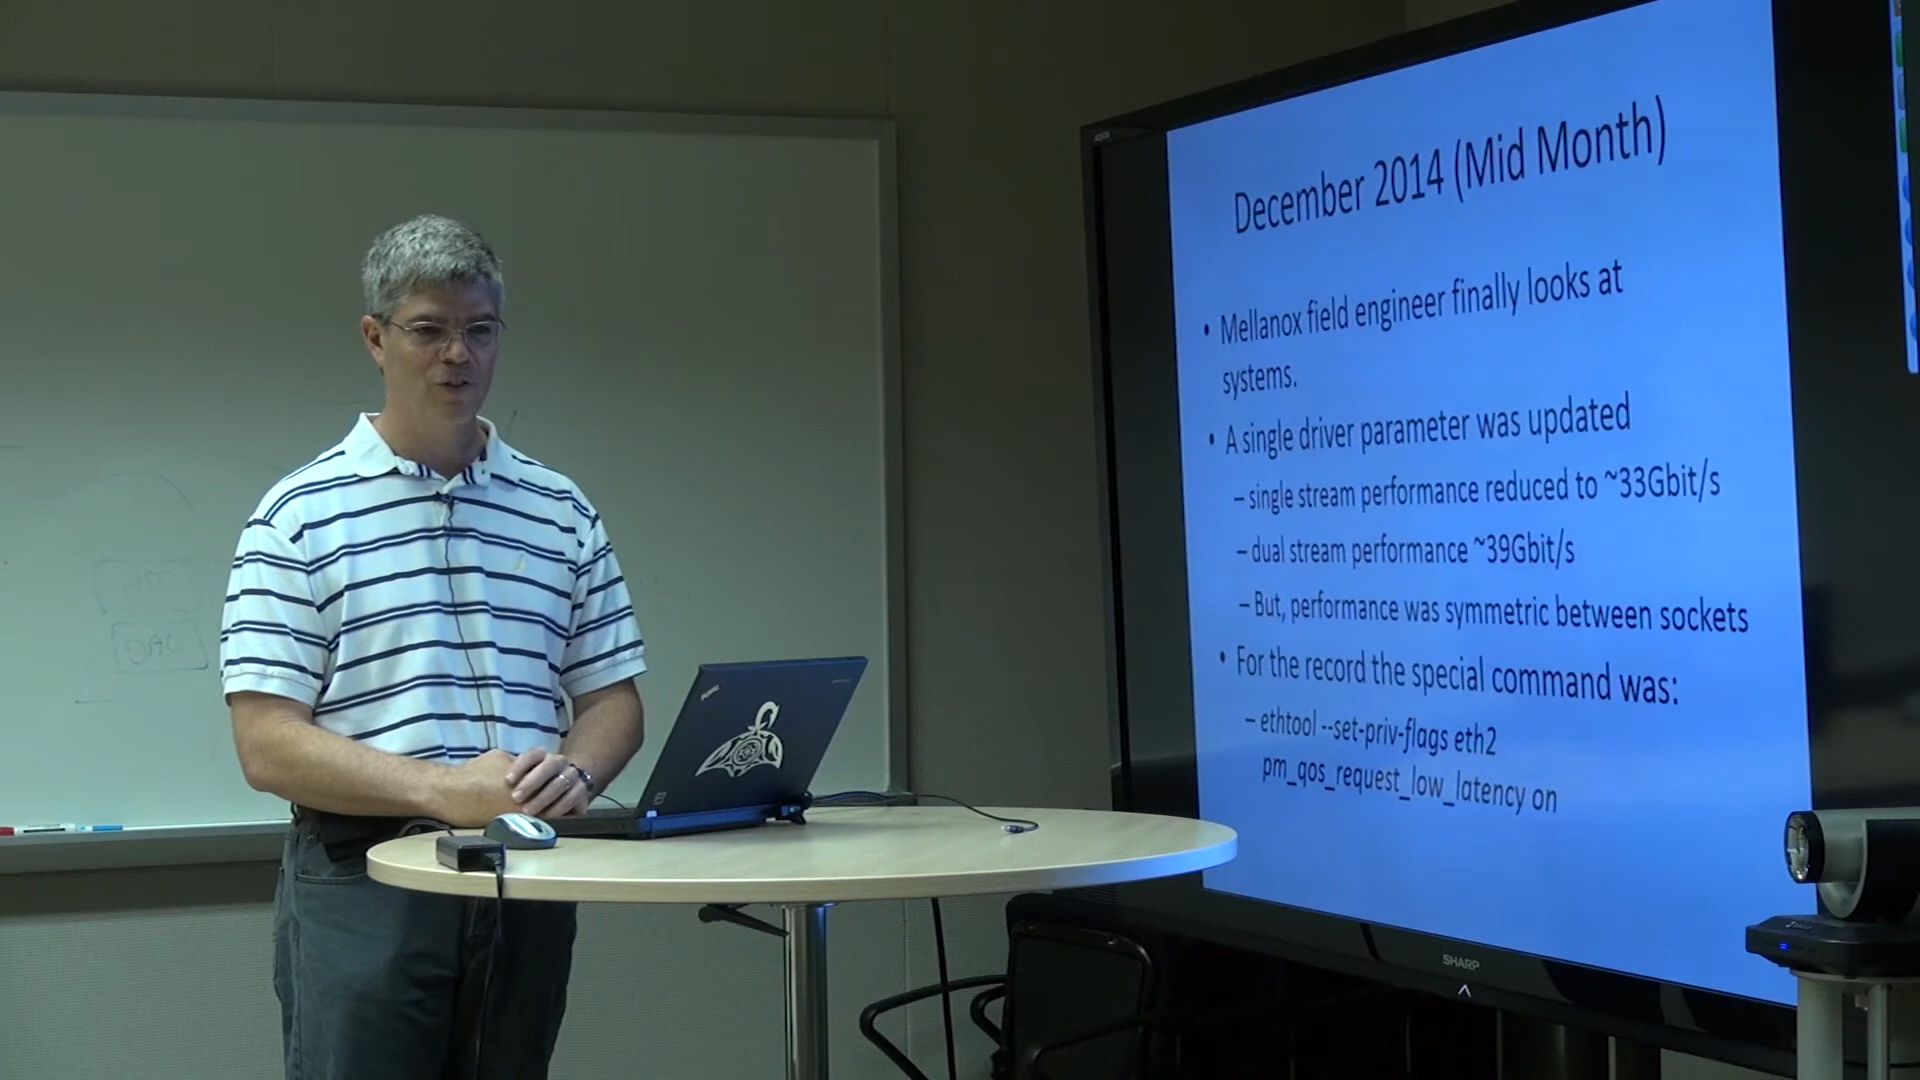 December 2014 (Mid Month)
• Mellanox field engineer finally looks at
systems.
• A single driver parameter was updated
– single stream performance reduced to ~33Gbit/s
– dual stream performance ~39Gbit/s
– But, performance was symmetric between sockets
• For the record the special command was:
– ethtool --set-priv-flags eth2
pm_qos_request_low_latency on
SHARP
ThinkPad